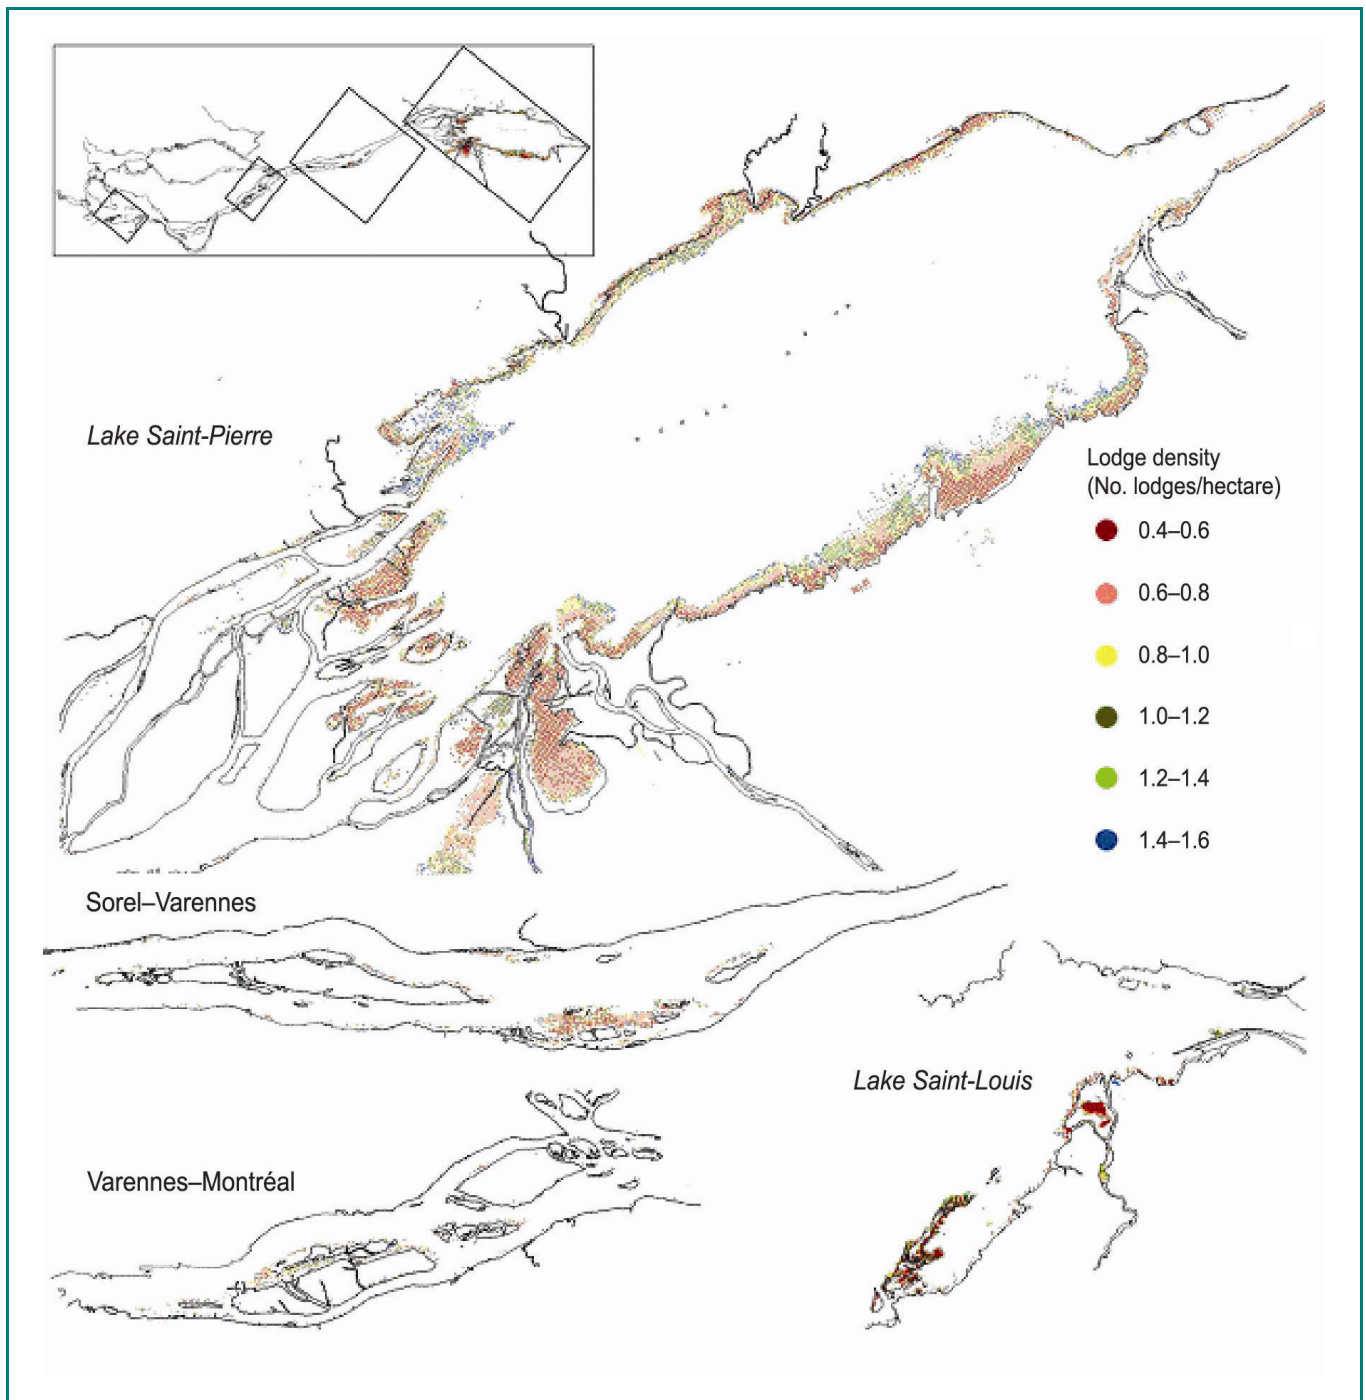 Lake Saint-Pierre
Lodge density
(No. lodges/hectare)
0.4–0.6
0.6–0.8
0.8–1.0
1.0–1.2
1.2–1.4
1.4–1.6
Sorel–Varennes
Lake Saint-Louis
Varennes–Montréal